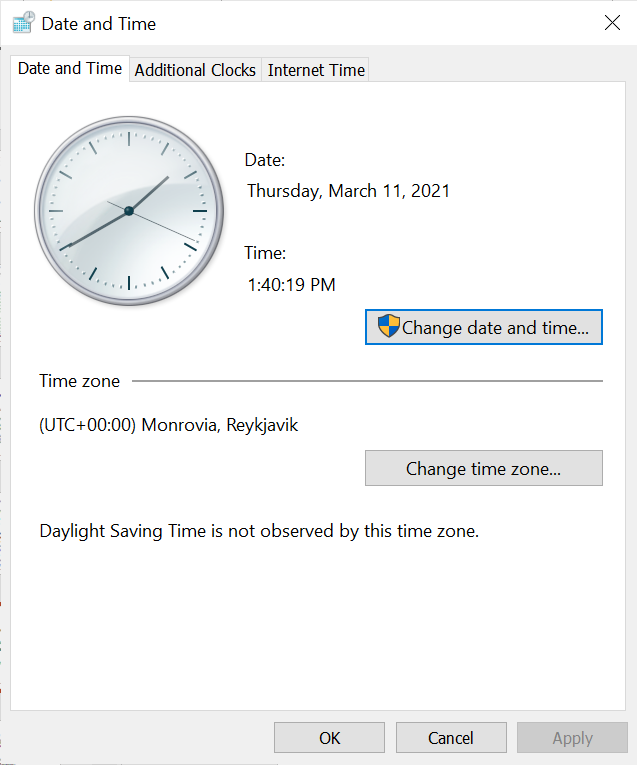 Date and Time
Date and Time
Additional Clocks
Internet Time
Date:
Thursday, March 11, 2021
Time:
1:40:19 PM
Change date and time...
Time zone
(UTC+00:00) Monrovia, Reykjavik
Change time zone...
Daylight Saving Time is not observed by this time zone.
OK
Cancel
Apply